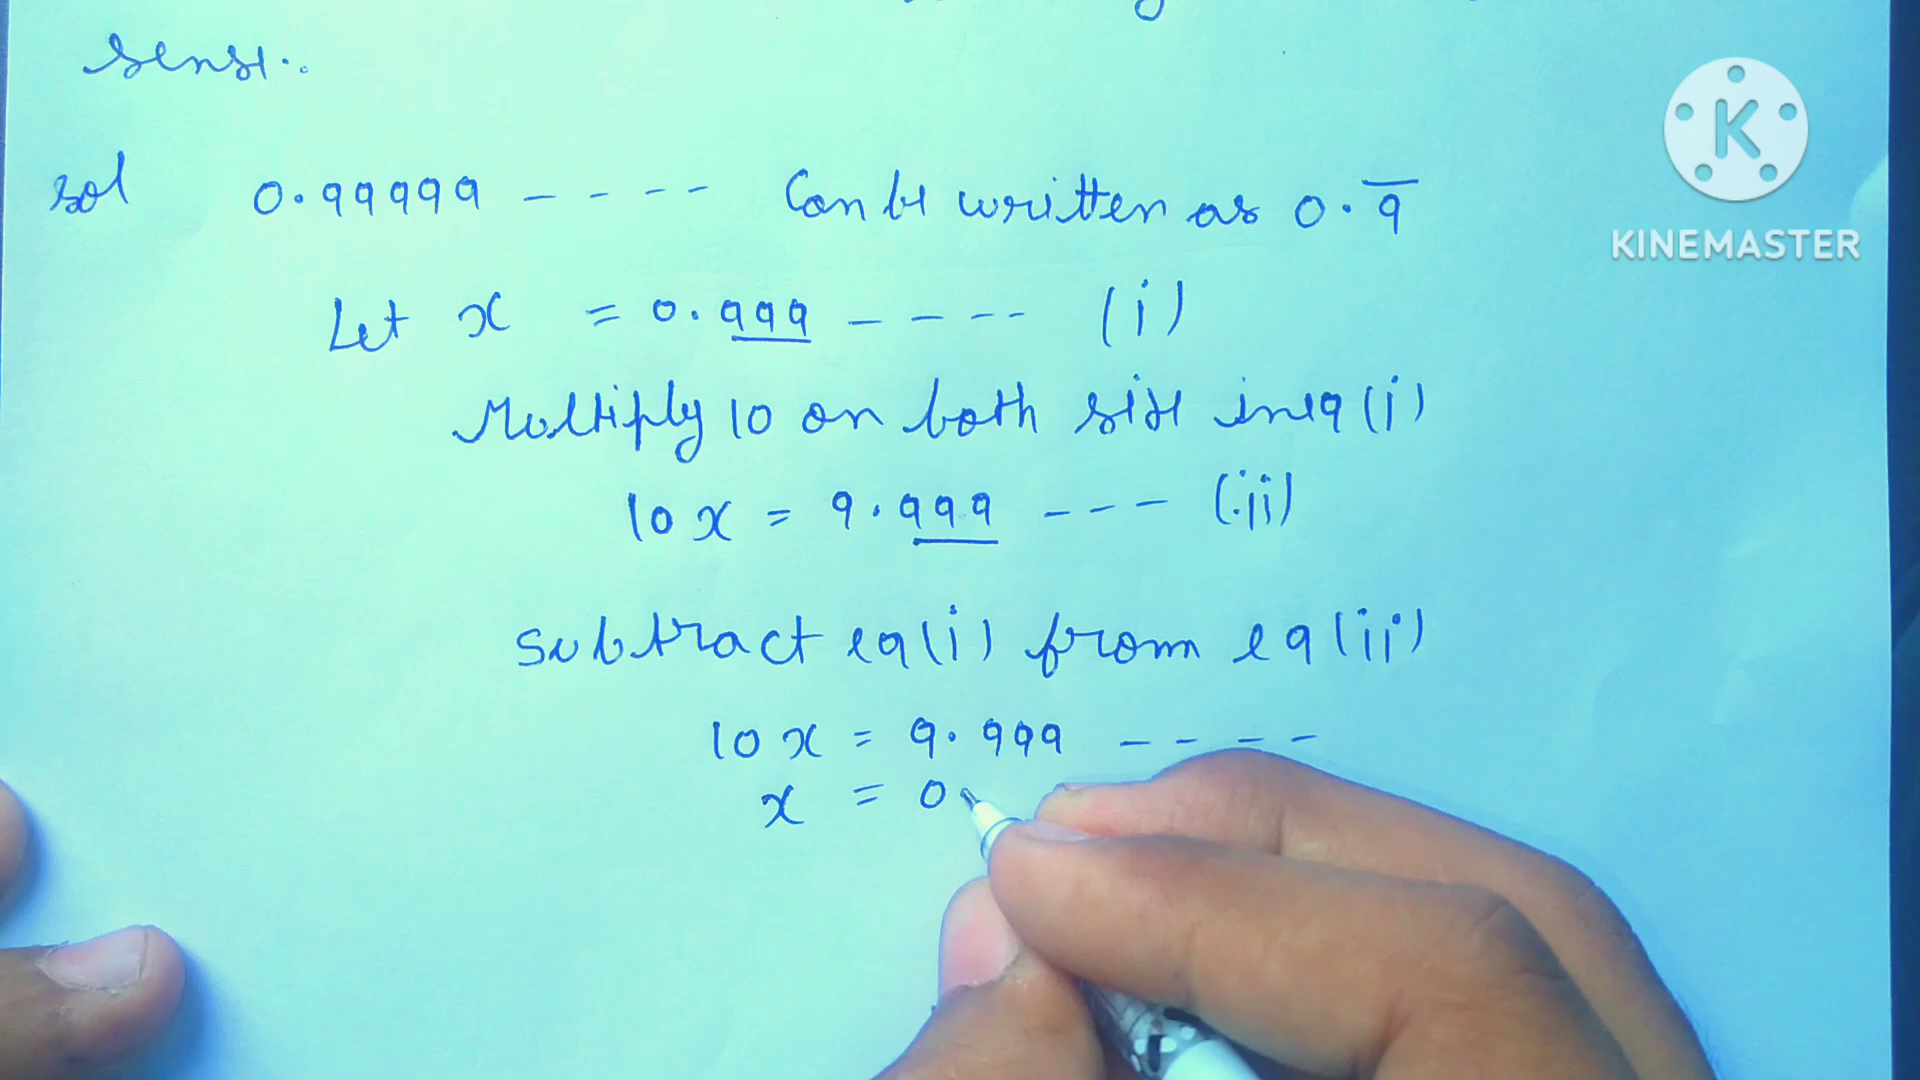 sense..
sol 0.99999 ---- Can be written as 0.9̅
Let x = 0.999 ---- (i)
Multiply 10 on both side in eq (i)
10x = 9.999 --- (ii)
subtract eq (i) from eq (ii)
10x = 9.999 ----
x = 0.
K
KINEMASTER